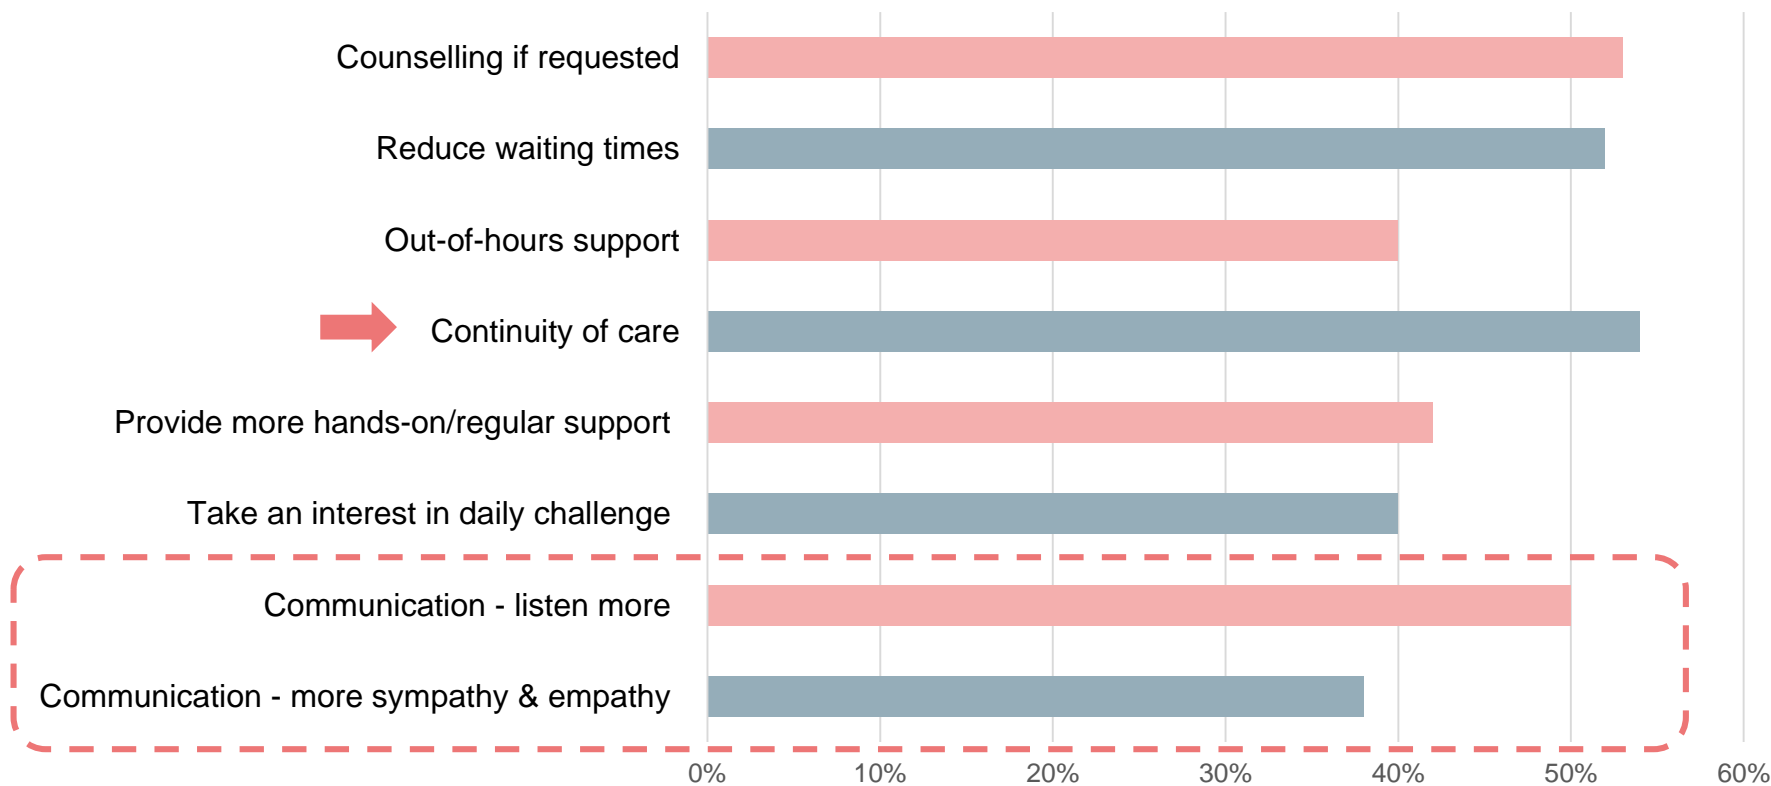 Counselling if requested
Reduce waiting times
Out-of-hours support
Continuity of care
Provide more hands-on/regular support
Take an interest in daily challenge
Communication - listen more
Communication - more sympathy & empathy
0% 10% 20% 30% 40% 50% 60%